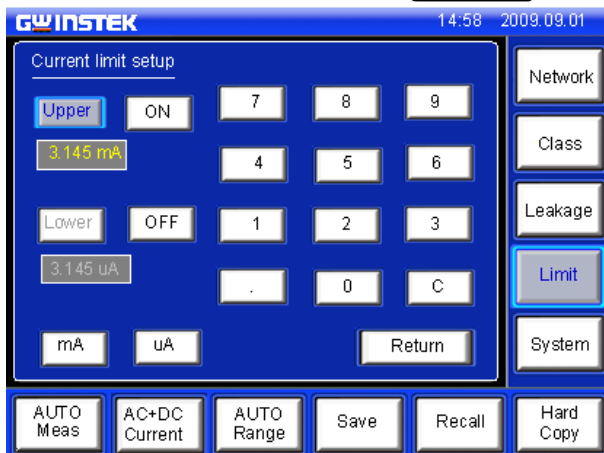 GWINSTEK 14:58 2009.09.01
Current limit setup
Upper ON 7 8 9
3.145 mA 4 5 6
Lower OFF 1 2 3
3.145 uA . 0 C
mA uA Return
Network
Class
Leakage
Limit
System
AUTO Meas
AC+DC Current
AUTO Range
Save
Recall
Hard Copy